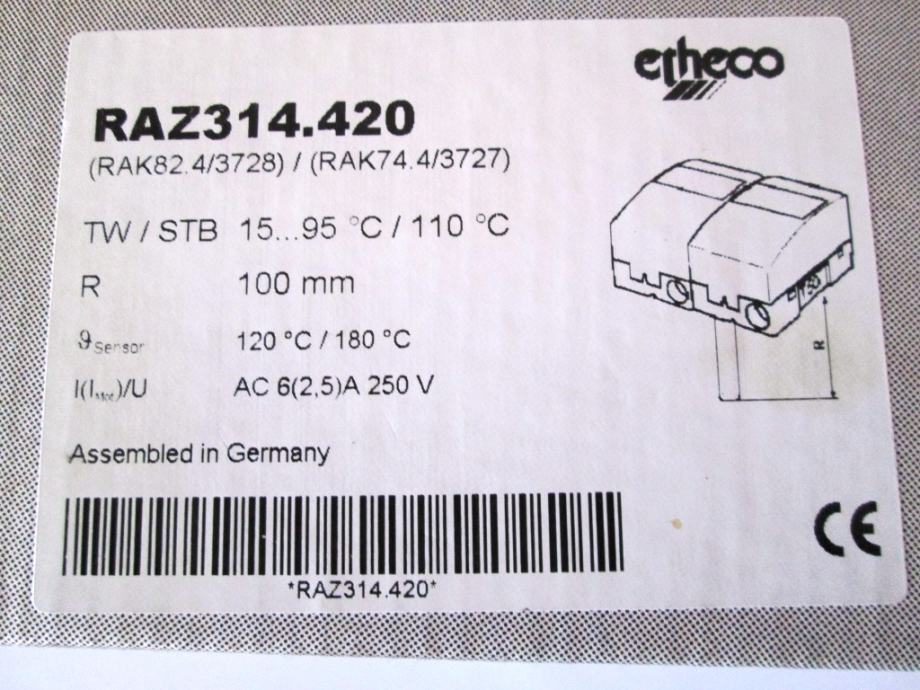 etheco
RAZ314.420
(RAK82.4/3728) / (RAK74.4/3727)
TW / STB 15...95 °C / 110 °C
R 100 mm
ϑSensor 120 °C / 180 °C
I(IMot.)/U AC 6(2,5)A 250 V
R
Assembled in Germany
CE
*RAZ314.420*